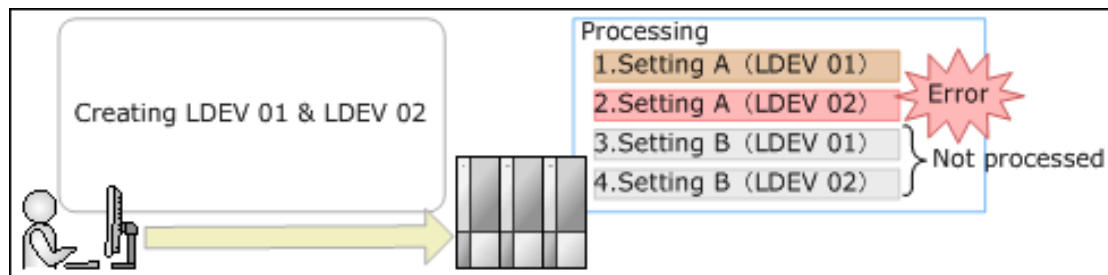 Creating LDEV 01 & LDEV 02
Processing
1.Setting A（LDEV 01）
2.Setting A（LDEV 02）
Error
3.Setting B（LDEV 01）
4.Setting B（LDEV 02）
Not processed